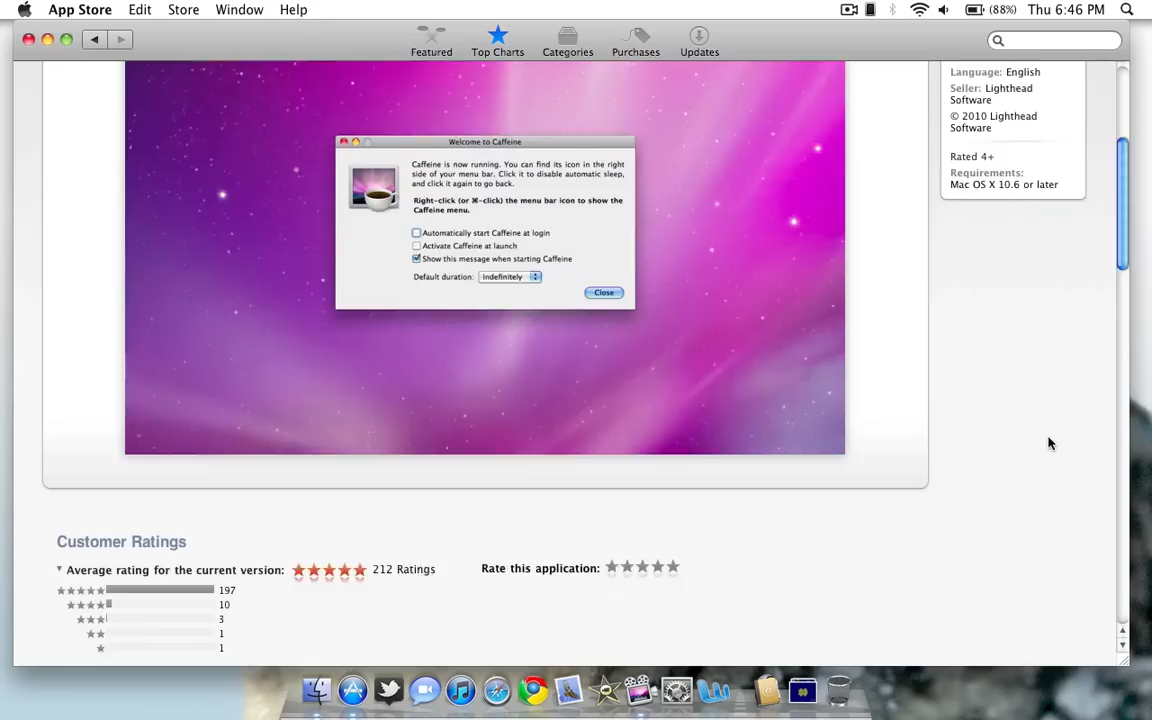 App Store Edit Store Window Help (88%) Thu 6:46 PM
Featured Top Charts Categories Purchases Updates
Language: English
Seller: Lighthead
Software
© 2010 Lighthead
Software
Rated 4+
Requirements:
Mac OS X 10.6 or later
Welcome to Caffeine
Caffeine is now running. You can find its icon in the right
side of your menu bar. Click it to disable automatic sleep,
and click it again to go back.
Right-click (or ⌘-click) the menu bar icon to show the
Caffeine menu.
Automatically start Caffeine at login
Activate Caffeine at launch
Show this message when starting Caffeine
Default duration: Indefinitely
Close
Customer Ratings
Average rating for the current version: 212 Ratings Rate this application:
197
10
3
1
1